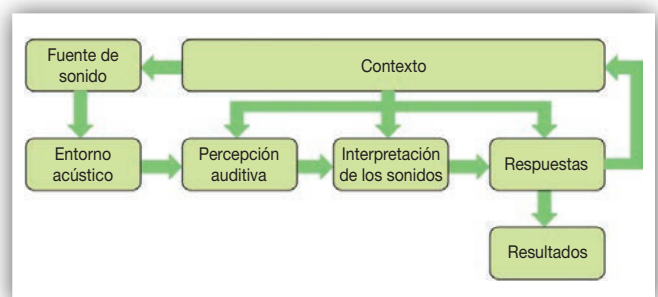 Fuente de
sonido
Contexto
Entorno
acústico
Percepción
auditiva
Interpretación
de los sonidos
Respuestas
Resultados